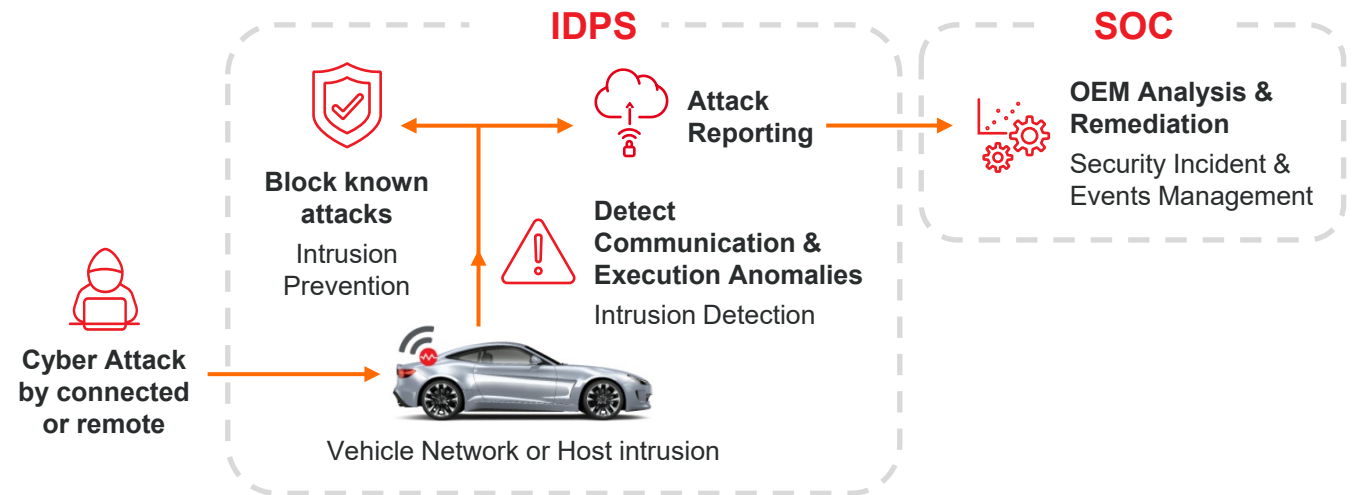 IDPS
SOC
Block known
attacks
Intrusion
Prevention
Attack
Reporting
Detect
Communication &
Execution Anomalies
Intrusion Detection
OEM Analysis &
Remediation
Security Incident &
Events Management
Cyber Attack
by connected
or remote
Vehicle Network or Host intrusion